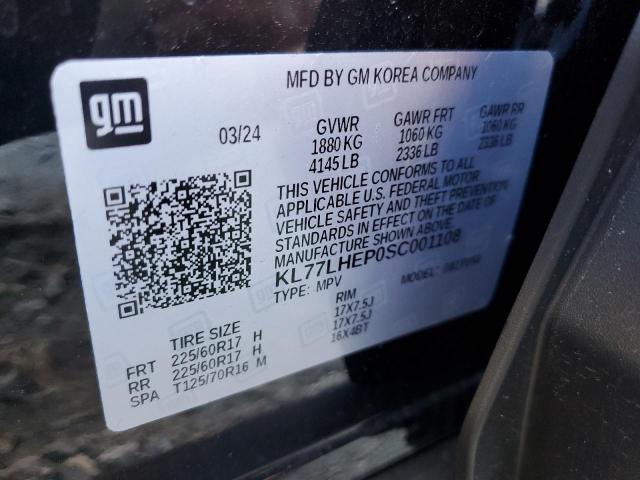 gm
MFD BY GM KOREA COMPANY
03/24
GVWR GAWR FRT GAWR RR
1880 KG 1060 KG 1060 KG
4145 LB 2336 LB 2336 LB
THIS VEHICLE CONFORMS TO ALL
APPLICABLE U.S. FEDERAL MOTOR
VEHICLE SAFETY AND THEFT PREVENTION
STANDARDS IN EFFECT ON THE DATE OF
MANUFACTURE SHOWN ABOVE.
KL77LHEP0SC001108
TYPE: MPV MODEL:
TIRE SIZE RIM
FRT 225/60R17 H 17X7.5J
RR 225/60R17 H 17X7.5J
SPA T125/70R16 M 16X4BT